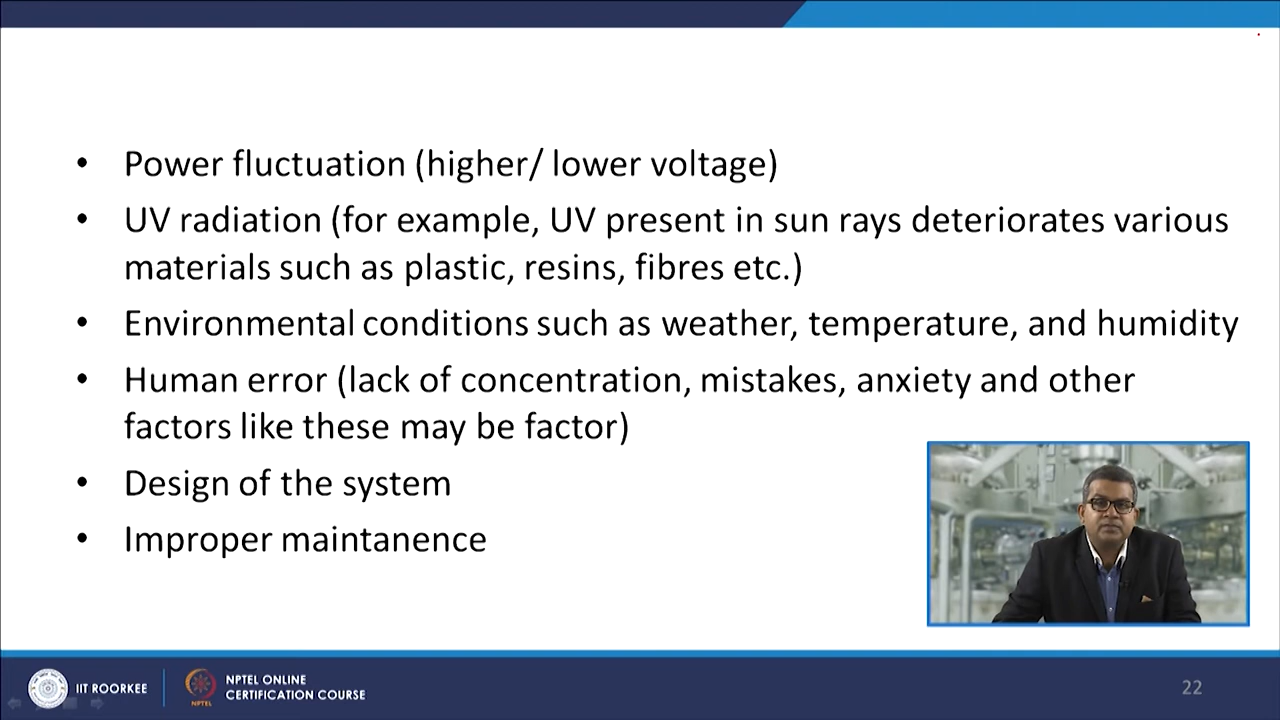 • Power fluctuation (higher/ lower voltage)
• UV radiation (for example, UV present in sun rays deteriorates various
materials such as plastic, resins, fibres etc.)
• Environmental conditions such as weather, temperature, and humidity
• Human error (lack of concentration, mistakes, anxiety and other
factors like these may be factor)
• Design of the system
• Improper maintanence
IIT ROORKEE
NPTEL
NPTEL ONLINE
CERTIFICATION COURSE
22